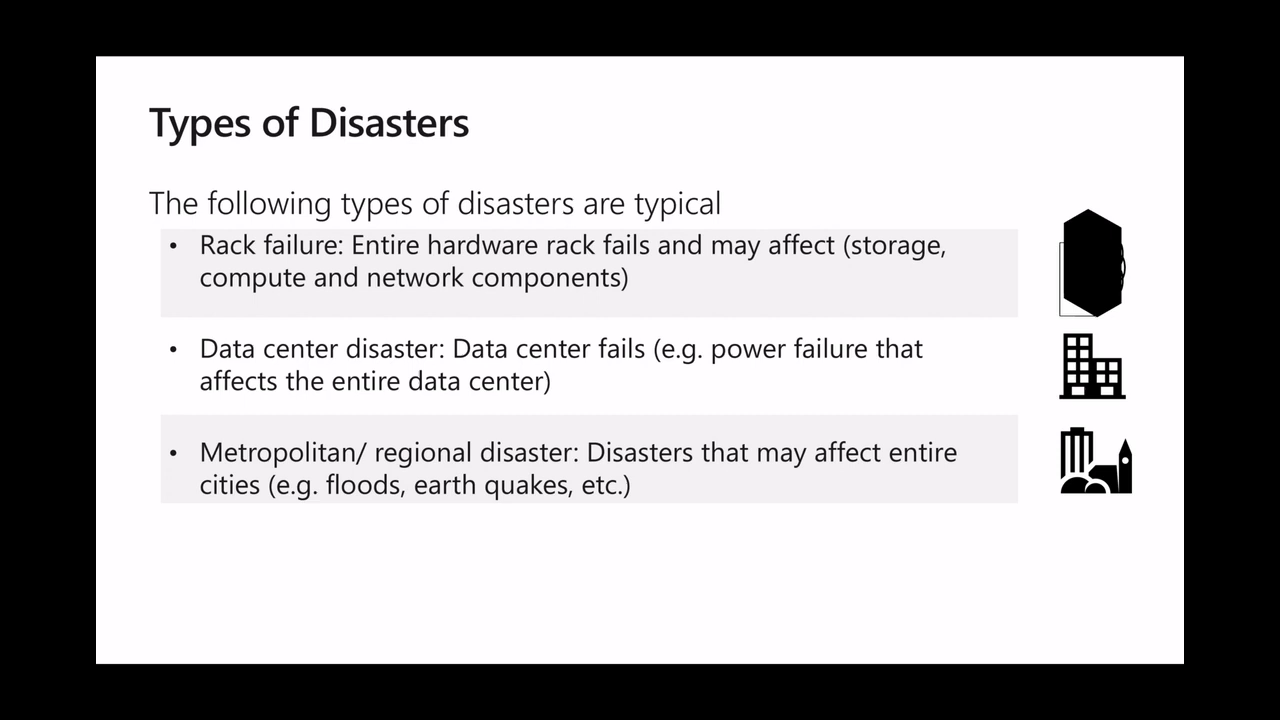 Types of Disasters
The following types of disasters are typical
• Rack failure: Entire hardware rack fails and may affect (storage,
compute and network components)
• Data center disaster: Data center fails (e.g. power failure that
affects the entire data center)
• Metropolitan/ regional disaster: Disasters that may affect entire
cities (e.g. floods, earth quakes, etc.)